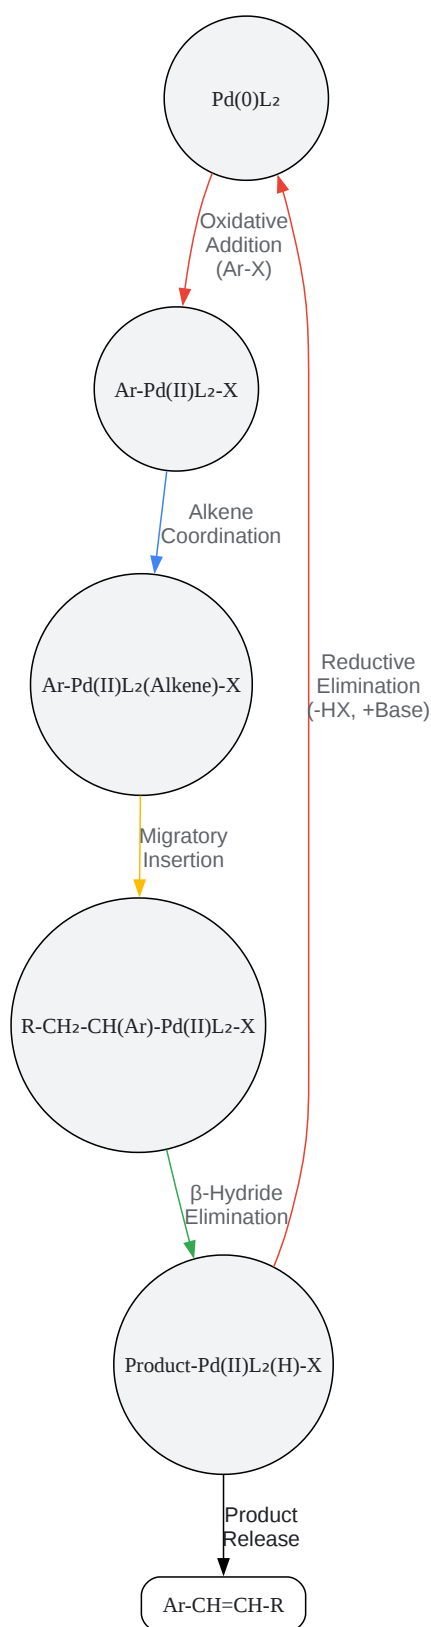 Pd(0)L₂
Oxidative
Addition
(Ar-X)
Ar-Pd(II)L₂-X
Alkene
Coordination
Ar-Pd(II)L₂(Alkene)-X
Reductive
Elimination
(-HX, +Base)
Migratory
Insertion
R-CH₂-CH(Ar)-Pd(II)L₂-X
β-Hydride
Elimination
Product-Pd(II)L₂(H)-X
Product
Release
Ar-CH=CH-R